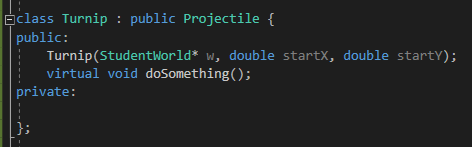 class Turnip : public Projectile {
public:
Turnip(StudentWorld* w, double startX, double startY);
virtual void doSomething();
private:
};